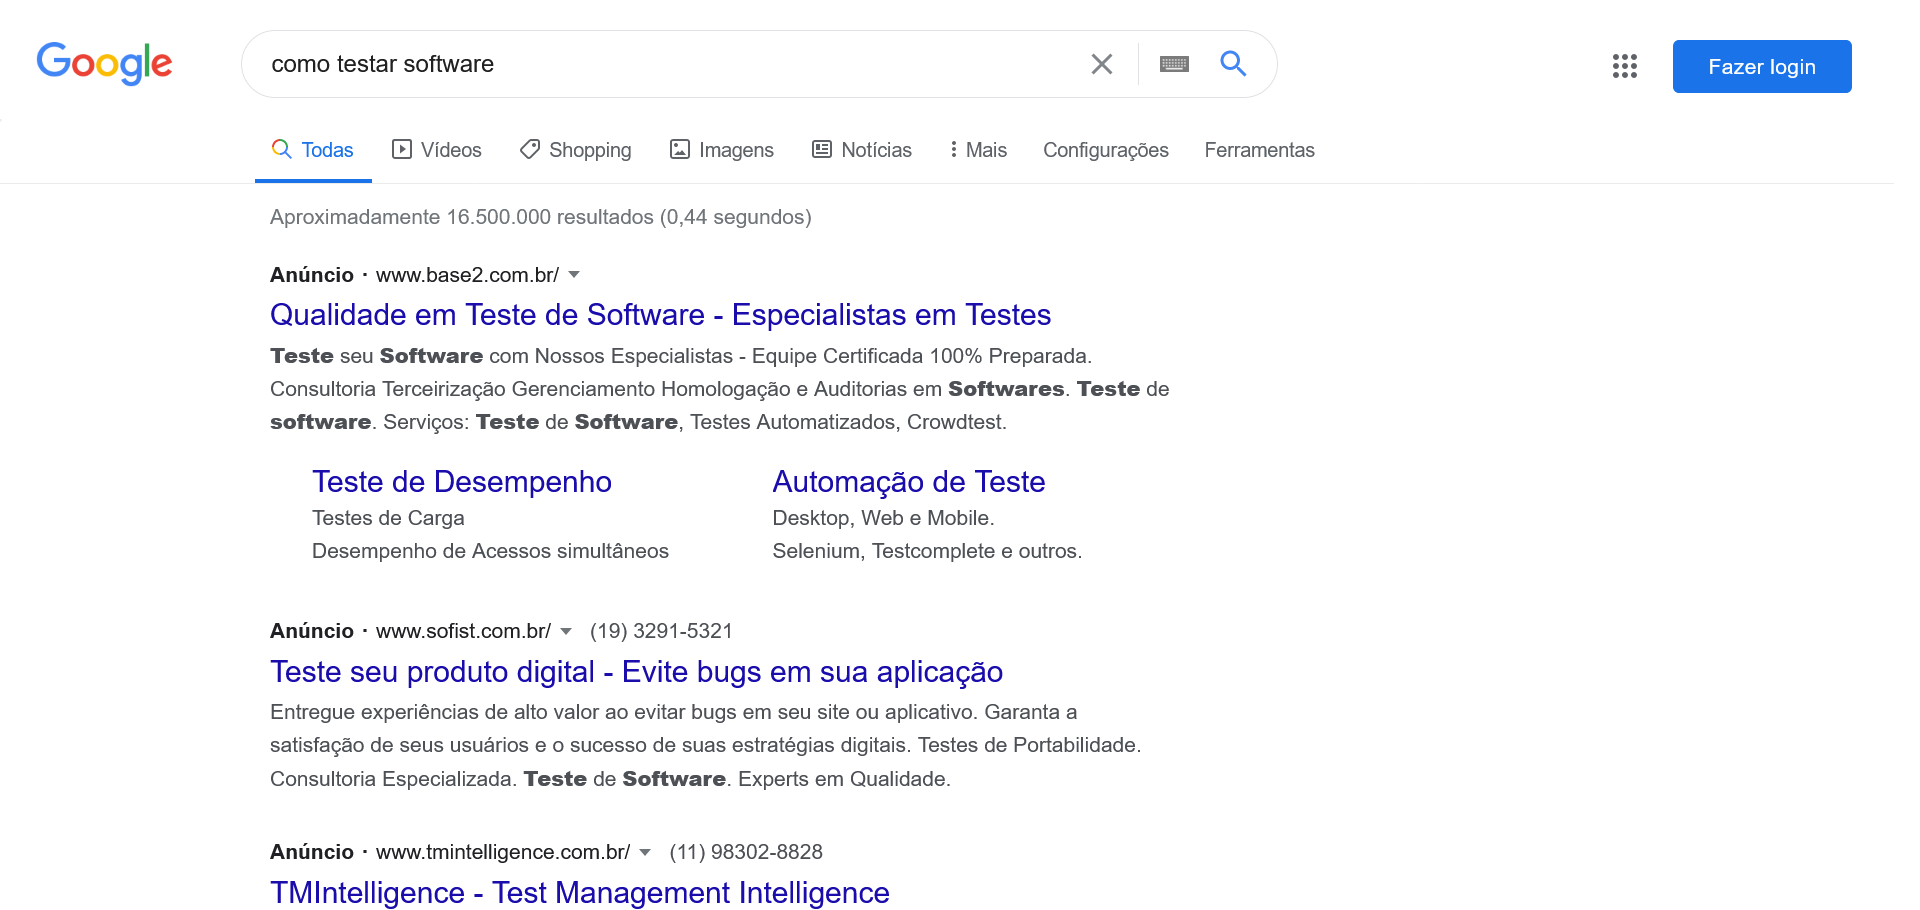 Google
como testar software
Fazer login
Todas Vídeos Shopping Imagens Notícias Mais Configurações Ferramentas
Aproximadamente 16.500.000 resultados (0,44 segundos)
Anúncio · www.base2.com.br/
Qualidade em Teste de Software - Especialistas em Testes
Teste seu Software com Nossos Especialistas - Equipe Certificada 100% Preparada.
Consultoria Terceirização Gerenciamento Homologação e Auditorias em Softwares. Teste de
software. Serviços: Teste de Software, Testes Automatizados, Crowdtest.
Teste de Desempenho
Testes de Carga
Desempenho de Acessos simultâneos
Automação de Teste
Desktop, Web e Mobile.
Selenium, Testcomplete e outros.
Anúncio · www.sofist.com.br/ (19) 3291-5321
Teste seu produto digital - Evite bugs em sua aplicação
Entregue experiências de alto valor ao evitar bugs em seu site ou aplicativo. Garanta a
satisfação de seus usuários e o sucesso de suas estratégias digitais. Testes de Portabilidade.
Consultoria Especializada. Teste de Software. Experts em Qualidade.
Anúncio · www.tmintelligence.com.br/ (11) 98302-8828
TMIntelligence - Test Management Intelligence